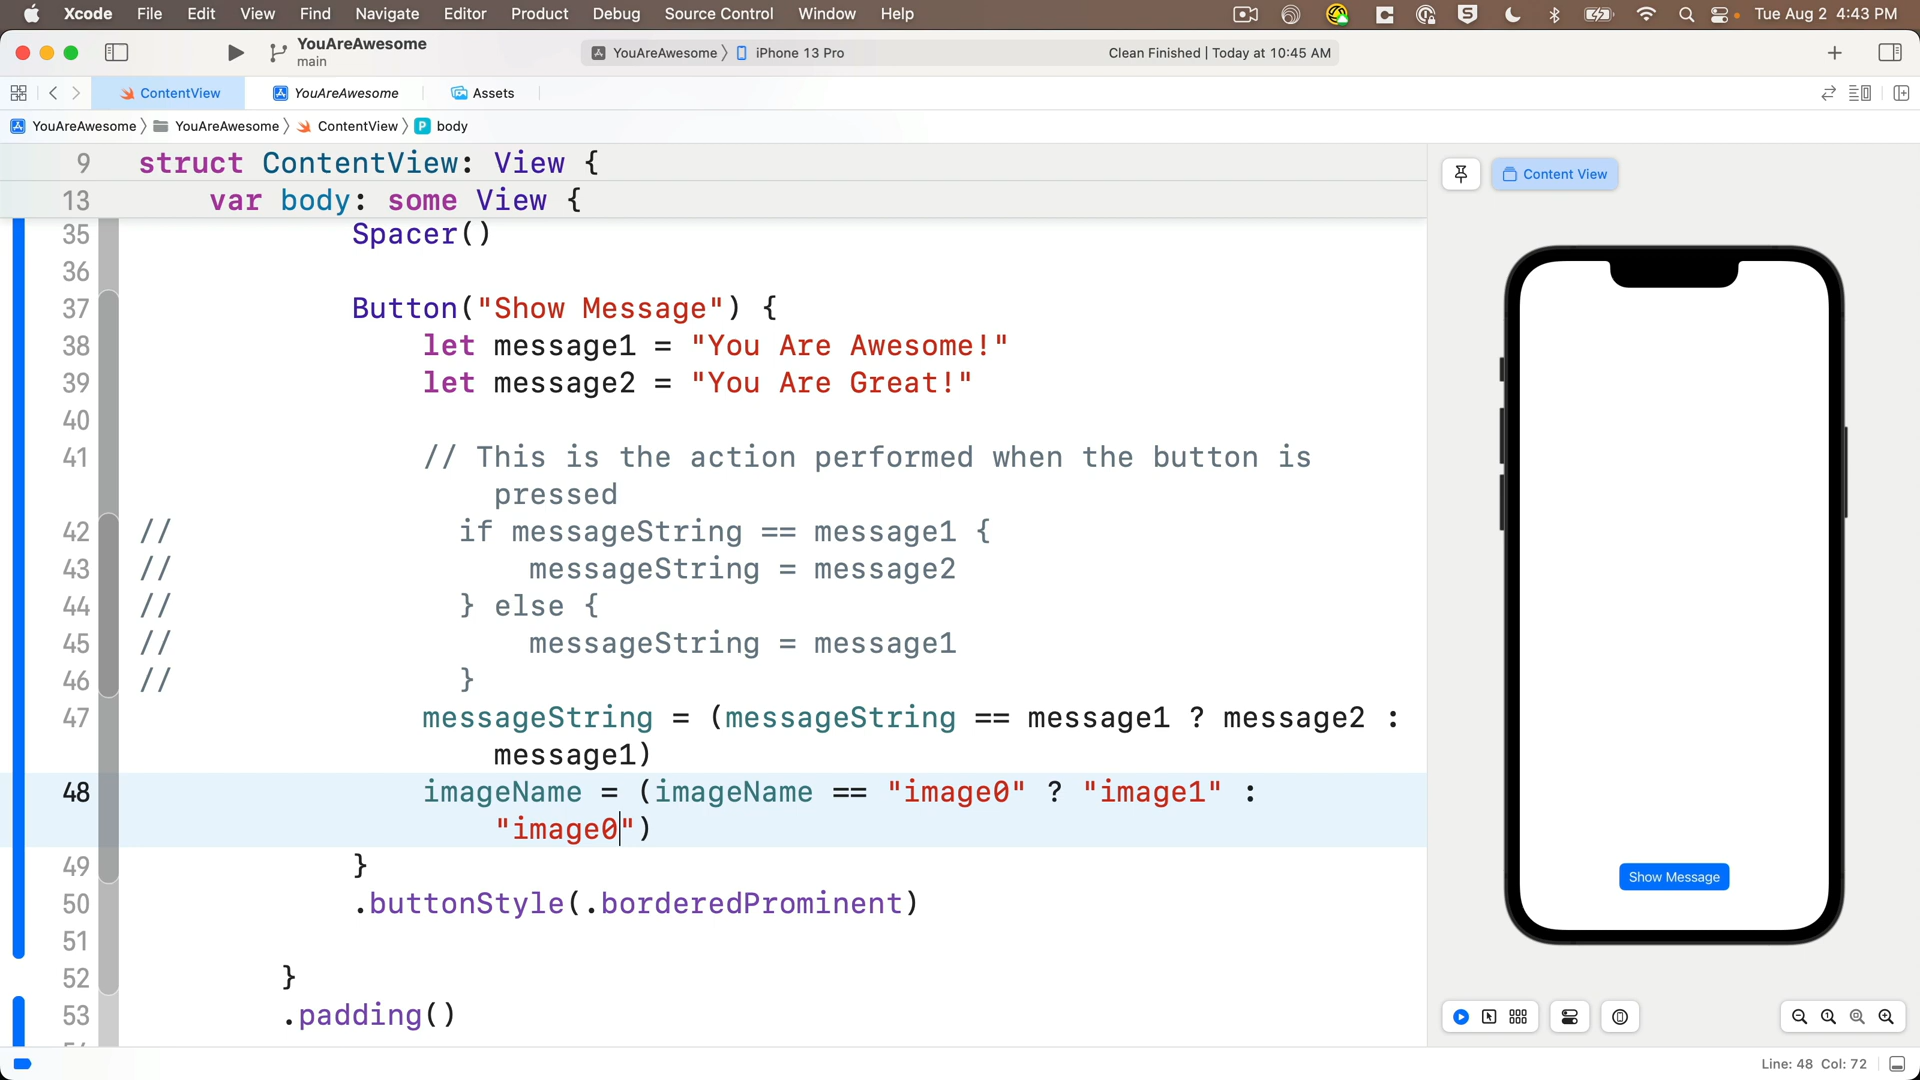 Xcode File Edit View Find Navigate Editor Product Debug Source Control Window Help Tue Aug 2 4:43 PM
YouAreAwesome
main
YouAreAwesome 〉 iPhone 13 Pro Clean Finished | Today at 10:45 AM
ContentView YouAreAwesome Assets
YouAreAwesome 〉 YouAreAwesome 〉 ContentView 〉 P body
9 struct ContentView: View {
13 var body: some View {
35 Spacer()
36
37 Button("Show Message") {
38 let message1 = "You Are Awesome!"
39 let message2 = "You Are Great!"
40
41 // This is the action performed when the button is
pressed
42 // if messageString == message1 {
43 // messageString = message2
44 // } else {
45 // messageString = message1
46 // }
47 messageString = (messageString == message1 ? message2 :
message1)
48 imageName = (imageName == "image0" ? "image1" :
"image0")
49 }
50 .buttonStyle(.borderedProminent)
51
52 }
53 .padding()
Content View
Show Message
Line: 48 Col: 72